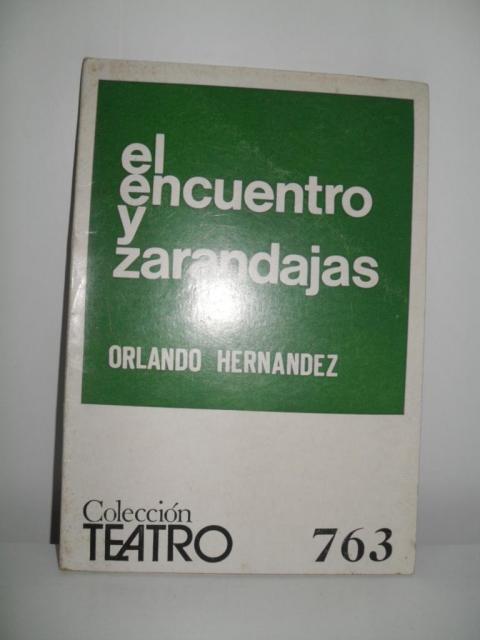 el
encuentro
y
zarandajas
ORLANDO HERNANDEZ
Colección
TEATRO
763